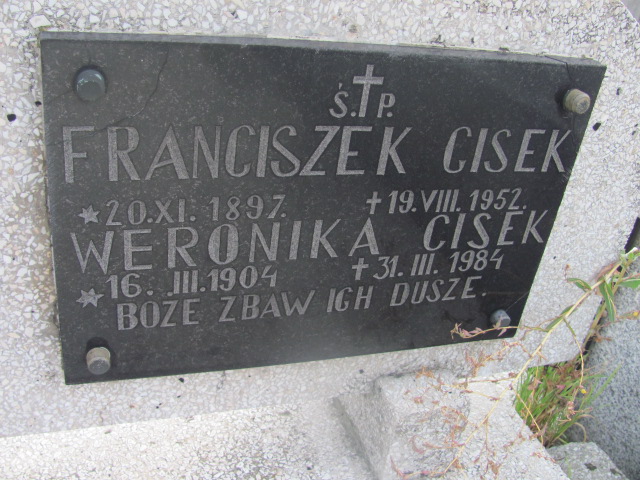 Ś.†P.
FRANCISZEK CISEK
* 20.XI. 1897. † 19.VIII. 1952.
WERONIKA CISEK
* 16. III. 1904 † 31. III. 1984
BOŻE ZBAW ICH DUSZE.